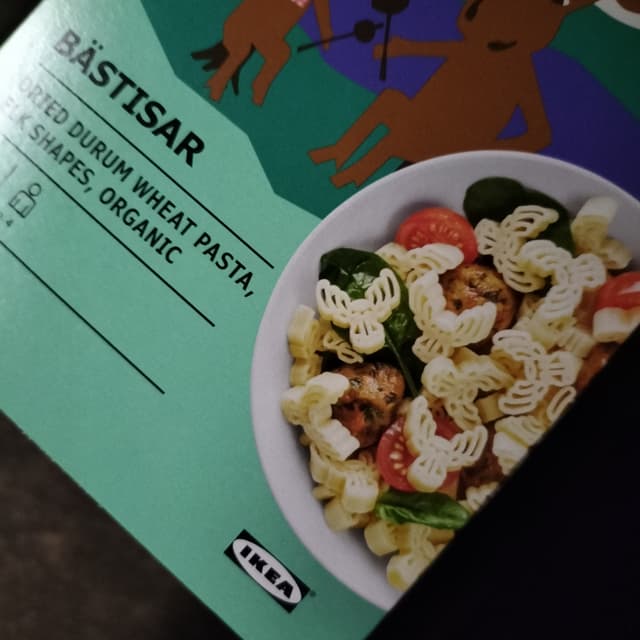 BÄSTISAR
DRIED DURUM WHEAT PASTA,
ELK SHAPES, ORGANIC
IKEA